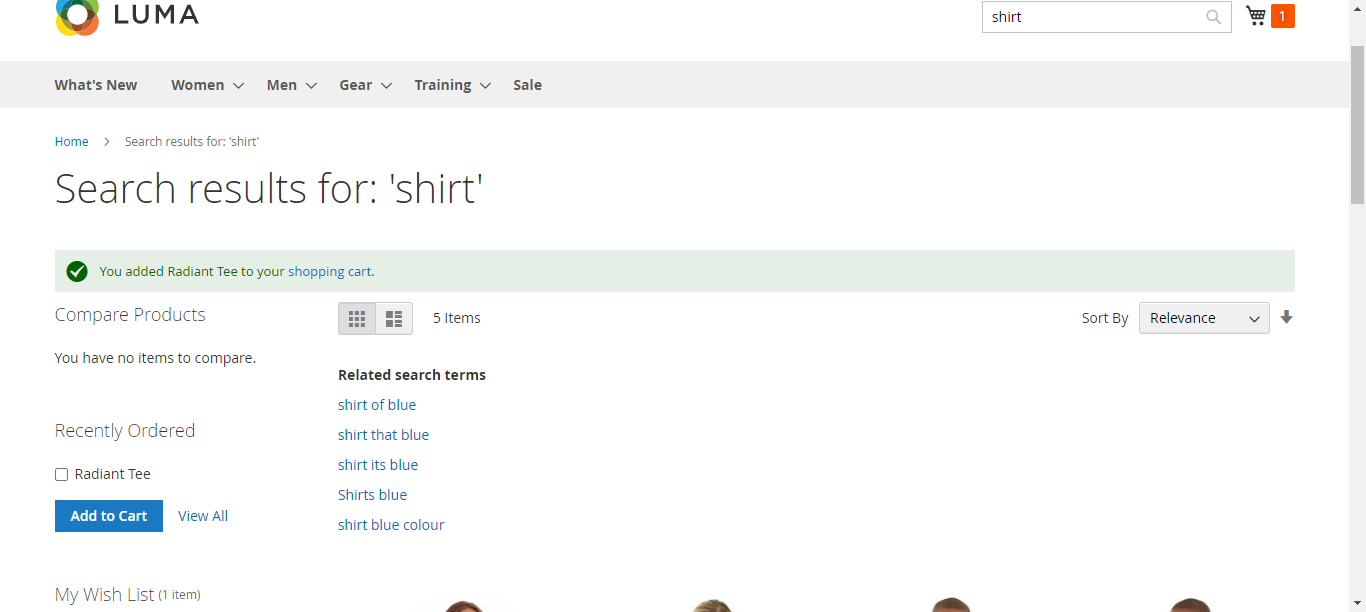 LUMA
shirt
1
What's New Women Men Gear Training Sale
Home Search results for: 'shirt'
Search results for: 'shirt'
You added Radiant Tee to your shopping cart.
Compare Products
You have no items to compare.
Recently Ordered
Radiant Tee
Add to Cart View All
My Wish List (1 item)
5 Items
Sort By Relevance
Related search terms
shirt of blue
shirt that blue
shirt its blue
Shirts blue
shirt blue colour